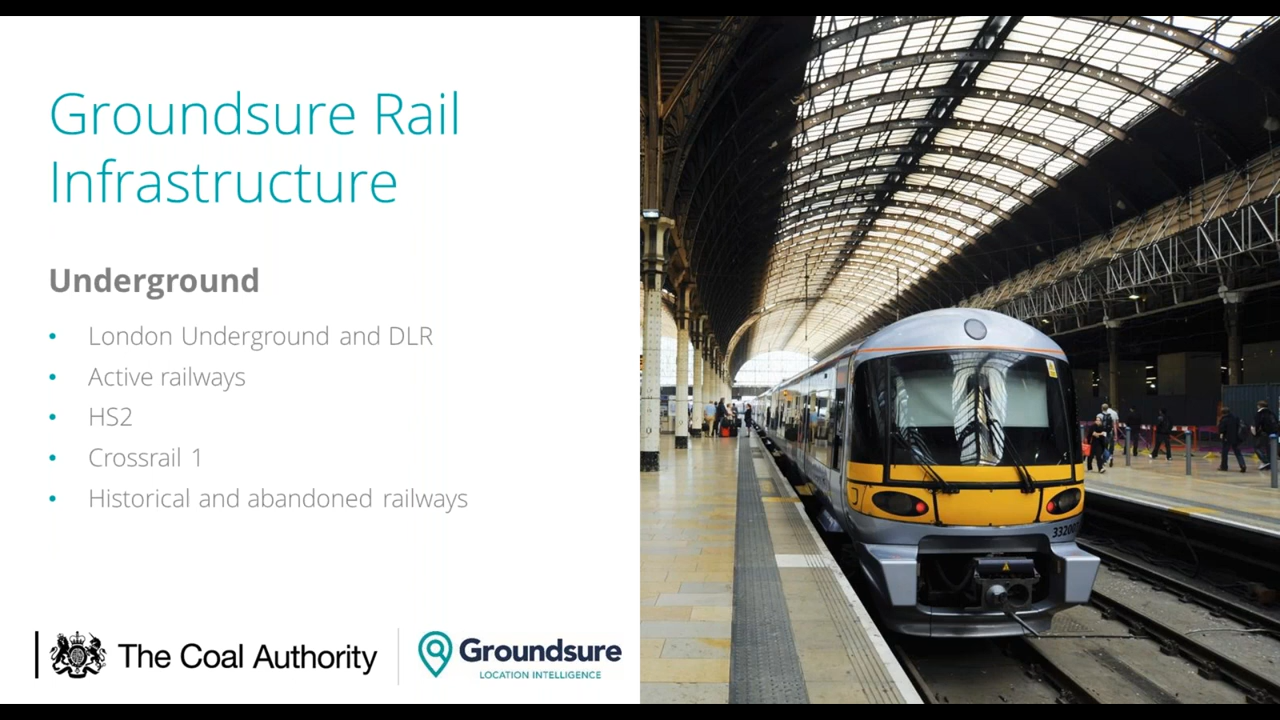 Groundsure Rail
Infrastructure
Underground
• London Underground and DLR
• Active railways
• HS2
• Crossrail 1
• Historical and abandoned railways
The Coal Authority
Groundsure
LOCATION INTELLIGENCE